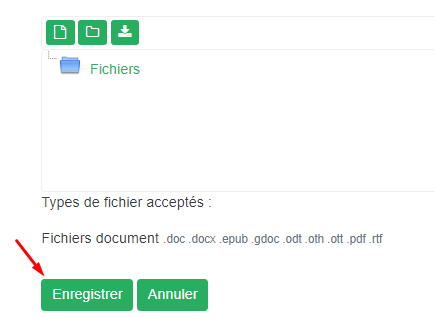 Fichiers
Types de fichier acceptés :
Fichiers document .doc .docx .epub .gdoc .odt .oth .ott .pdf .rtf
Enregistrer Annuler